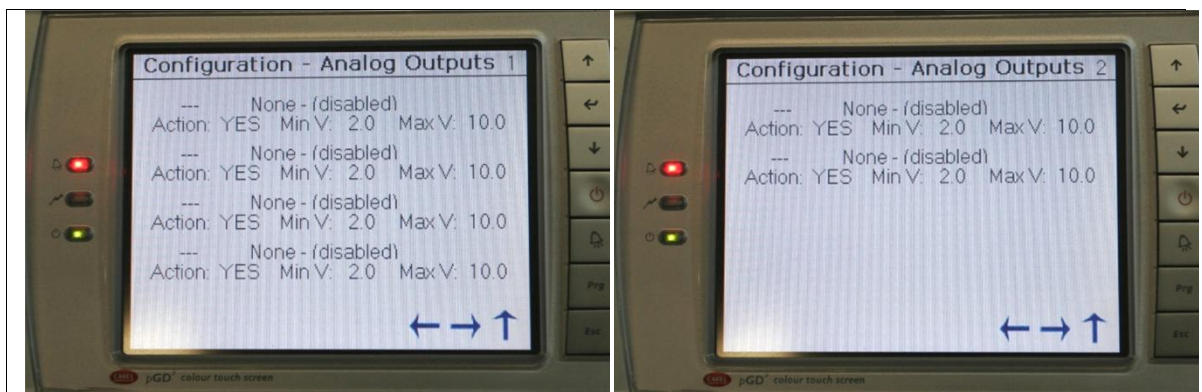 Configuration - Analog Outputs 1
--- None - (disabled)
Action: YES Min V: 2.0 Max V: 10.0
--- None - (disabled)
Action: YES Min V: 2.0 Max V: 10.0
--- None - (disabled)
Action: YES Min V: 2.0 Max V: 10.0
--- None - (disabled)
Action: YES Min V: 2.0 Max V: 10.0
Prg
Esc
CAREL pGD³ colour touch screen
Configuration - Analog Outputs 2
--- None - (disabled)
Action: YES Min V: 2.0 Max V: 10.0
--- None - (disabled)
Action: YES Min V: 2.0 Max V: 10.0
Prg
Esc
CAREL pGD³ colour touch screen